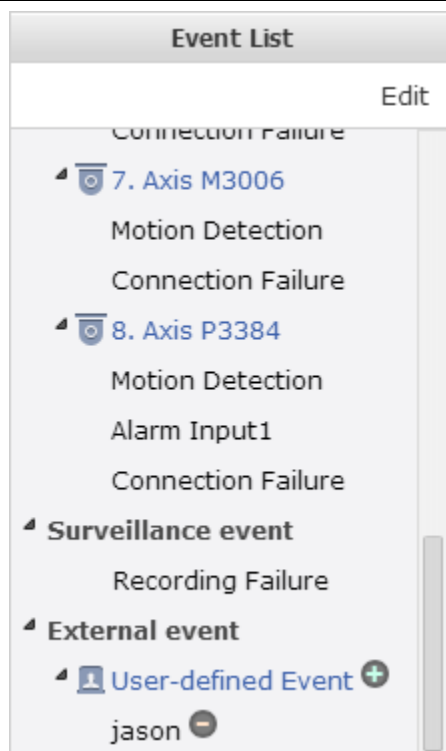 Event List
Edit
Connection Failure
7. Axis M3006
Motion Detection
Connection Failure
8. Axis P3384
Motion Detection
Alarm Input1
Connection Failure
Surveillance event
Recording Failure
External event
User-defined Event
jason